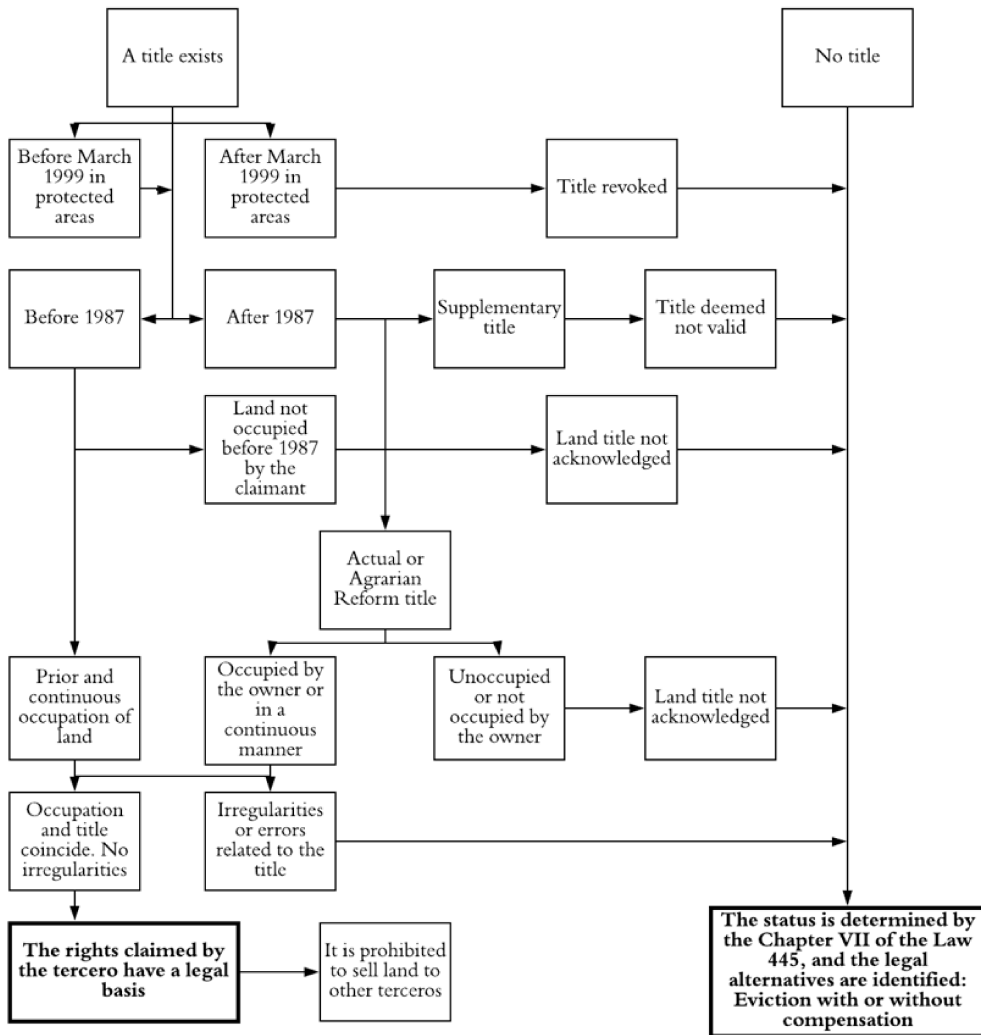 A title exists
No title
Before March
1999 in
protected
areas
After March
1999 in
protected
areas
Title revoked
Before 1987
After 1987
Supplementary
title
Title deemed
not valid
Land not
occupied
before 1987
by the
claimant
Land title not
acknowledged
Actual or
Agrarian
Reform title
Prior and
continuous
occupation of
land
Occupied by
the owner or
in a
continuous
manner
Unoccupied
or not
occupied by
the owner
Land title not
acknowledged
Occupation
and title
coincide. No
irregularities
Irregularities
or errors
related to the
title
The rights claimed by
the tercero have a legal
basis
It is prohibited
to sell land to
other terceros
The status is determined by
the Chapter VII of the Law
445, and the legal
alternatives are identified:
Eviction with or without
compensation